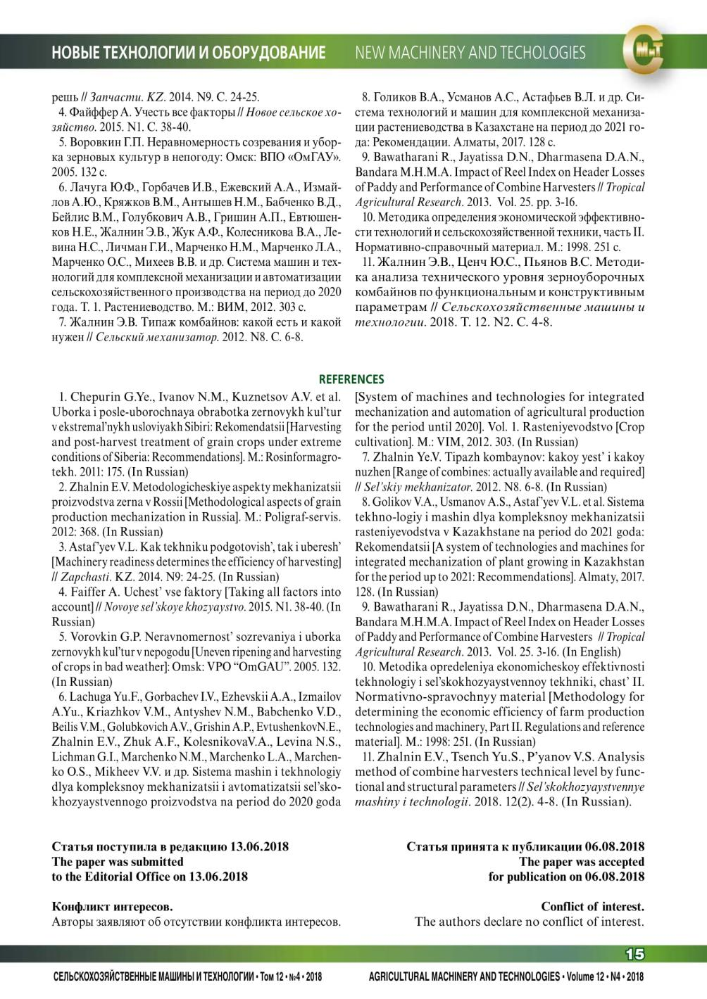 НОВЫЕ ТЕХНОЛОГИИ И ОБОРУДОВАНИЕ NEW MACHINERY AND TECHOLOGIES
СМиТ
решь // Запчасти. KZ. 2014. N9. С. 24-25.
4. Файффер А. Учесть все факторы // Новое сельское хо-
зяйство. 2015. N1. С. 38-40.
5. Воровкин Г.П. Неравномерность созревания и убор-
ка зерновых культур в непогоду: Омск: ВПО «ОмГАУ».
2005. 132 с.
6. Лачуга Ю.Ф., Горбачев И.В., Ежевский А.А., Измай-
лов А.Ю., Кряжков В.М., Антышев Н.М., Бабченко В.Д.,
Бейлис В.М., Голубкович А.В., Гришин А.П., Евтюшен-
ков Н.Е., Жалнин Э.В., Жук А.Ф., Колесникова В.А., Ле-
вина Н.С., Личман Г.И., Марченко Н.М., Марченко Л.А.,
Марченко О.С., Михеев В.В. и др. Система машин и тех-
нологий для комплексной механизации и автоматизации
сельскохозяйственного производства на период до 2020
года. Т. 1. Растениеводство. М.: ВИМ, 2012. 303 с.
7. Жалнин Э.В. Типаж комбайнов: какой есть и какой
нужен // Сельский механизатор. 2012. N8. С. 6-8.
8. Голиков В.А., Усманов А.С., Астафьев В.Л. и др. Си-
стема технологий и машин для комплексной механиза-
ции растениеводства в Казахстане на период до 2021 го-
да: Рекомендации. Алматы, 2017. 128 с.
9. Bawatharani R., Jayatissa D.N., Dharmasena D.A.N.,
Bandara M.H.M.A. Impact of Reel Index on Header Losses
of Paddy and Performance of Combine Harvesters // Tropical
Agricultural Research. 2013. Vol. 25. pp. 3-16.
10. Методика определения экономической эффективно-
сти технологий и сельскохозяйственной техники, часть II.
Нормативно-справочный материал. М.: 1998. 251 с.
11. Жалнин Э.В., Ценч Ю.С., Пьянов В.С. Методи-
ка анализа технического уровня зерноуборочных
комбайнов по функциональным и конструктивным
параметрам // Сельскохозяйственные машины и
технологии. 2018. Т. 12. N2. С. 4-8.
REFERENCES
1. Chepurin G.Ye., Ivanov N.M., Kuznetsov A.V. et al.
Uborka i posle-uborochnaya obrabotka zernovykh kul'tur
v ekstremal'nykh usloviyakh Sibiri: Rekomendatsii [Harvesting
and post-harvest treatment of grain crops under extreme
conditions of Siberia: Recommendations]. M.: Rosinformagro-
tekh. 2011: 175. (In Russian)
2. Zhalnin E.V. Metodologicheskiye aspekty mekhanizatsii
proizvodstva zerna v Rossii [Methodological aspects of grain
production mechanization in Russia]. M.: Poligraf-servis.
2012: 368. (In Russian)
3. Astaf'yev V.L. Kak tekhniku podgotovish', tak i uberesh'
[Machinery readiness determines the efficiency of harvesting]
// Zapchasti. KZ. 2014. N9: 24-25. (In Russian)
4. Faiffer A. Uchest' vse faktory [Taking all factors into
account] // Novoye sel'skoye khozyaystvo. 2015. N1. 38-40. (In
Russian)
5. Vorovkin G.P. Neravnomernost' sozrevaniya i uborka
zernovykh kul'tur v nepogodu [Uneven ripening and harvesting
of crops in bad weather]: Omsk: VPO “OmGAU”. 2005. 132.
(In Russian)
6. Lachuga Yu.F., Gorbachev I.V., Ezhevskii A.A., Izmailov
A.Yu., Kriazhkov V.M., Antyshev N.M., Babchenko V.D.,
Beilis V.M., Golubkovich A.V., Grishin A.P., EvtushenkovN.E.,
Zhalnin E.V., Zhuk A.F., KolesnikovaV.A., Levina N.S.,
Lichman G.I., Marchenko N.M., Marchenko L.A., Marchen-
ko O.S., Mikheev V.V. и др. Sistema mashin i tekhnologiy
dlya kompleksnoy mekhanizatsii i avtomatizatsii sel'sko-
khozyaystvennogo proizvodstva na period do 2020 goda
[System of machines and technologies for integrated
mechanization and automation of agricultural production
for the period until 2020]. Vol. 1. Rasteniyevodstvo [Crop
cultivation]. M.: VIM, 2012. 303. (In Russian)
7. Zhalnin Ye.V. Tipazh kombaynov: kakoy yest' i kakoy
nuzhen [Range of combines: actually available and required]
// Sel'skiy mekhanizator. 2012. N8. 6-8. (In Russian)
8. Golikov V.A., Usmanov A.S., Astaf'yev V.L. et al. Sistema
tekhno-logiy i mashin dlya kompleksnoy mekhanizatsii
rasteniyevodstva v Kazakhstane na period do 2021 goda:
Rekomendatsii [A system of technologies and machines for
integrated mechanization of plant growing in Kazakhstan
for the period up to 2021: Recommendations]. Almaty, 2017.
128. (In Russian)
9. Bawatharani R., Jayatissa D.N., Dharmasena D.A.N.,
Bandara M.H.M.A. Impact of Reel Index on Header Losses
of Paddy and Performance of Combine Harvesters // Tropical
Agricultural Research. 2013. Vol. 25. 3-16. (In English)
10. Metodika opredeleniya ekonomicheskoy effektivnosti
tekhnologiy i sel'skokhozyaystvennoy tekhniki, chast' II.
Normativno-spravochnyy material [Methodology for
determining the economic efficiency of farm production
technologies and machinery, Part II. Regulations and reference
material]. M.: 1998: 251. (In Russian)
11. Zhalnin E.V., Tsench Yu.S., P'yanov V.S. Analysis
method of combine harvesters technical level by func-
tional and structural parameters // Sel'skokhozyaystvennye
mashiny i technologii. 2018. 12(2). 4-8. (In Russian).
Статья поступила в редакцию 13.06.2018
The paper was submitted
to the Editorial Office on 13.06.2018
Статья принята к публикации 06.08.2018
The paper was accepted
for publication on 06.08.2018
Конфликт интересов.
Авторы заявляют об отсутствии конфликта интересов.
Conflict of interest.
The authors declare no conflict of interest.
15
СЕЛЬСКОХОЗЯЙСТВЕННЫЕ МАШИНЫ И ТЕХНОЛОГИИ • Том 12 • №4 • 2018 AGRICULTURAL MACHINERY AND TECHNOLOGIES • Volume 12 • N4 • 2018